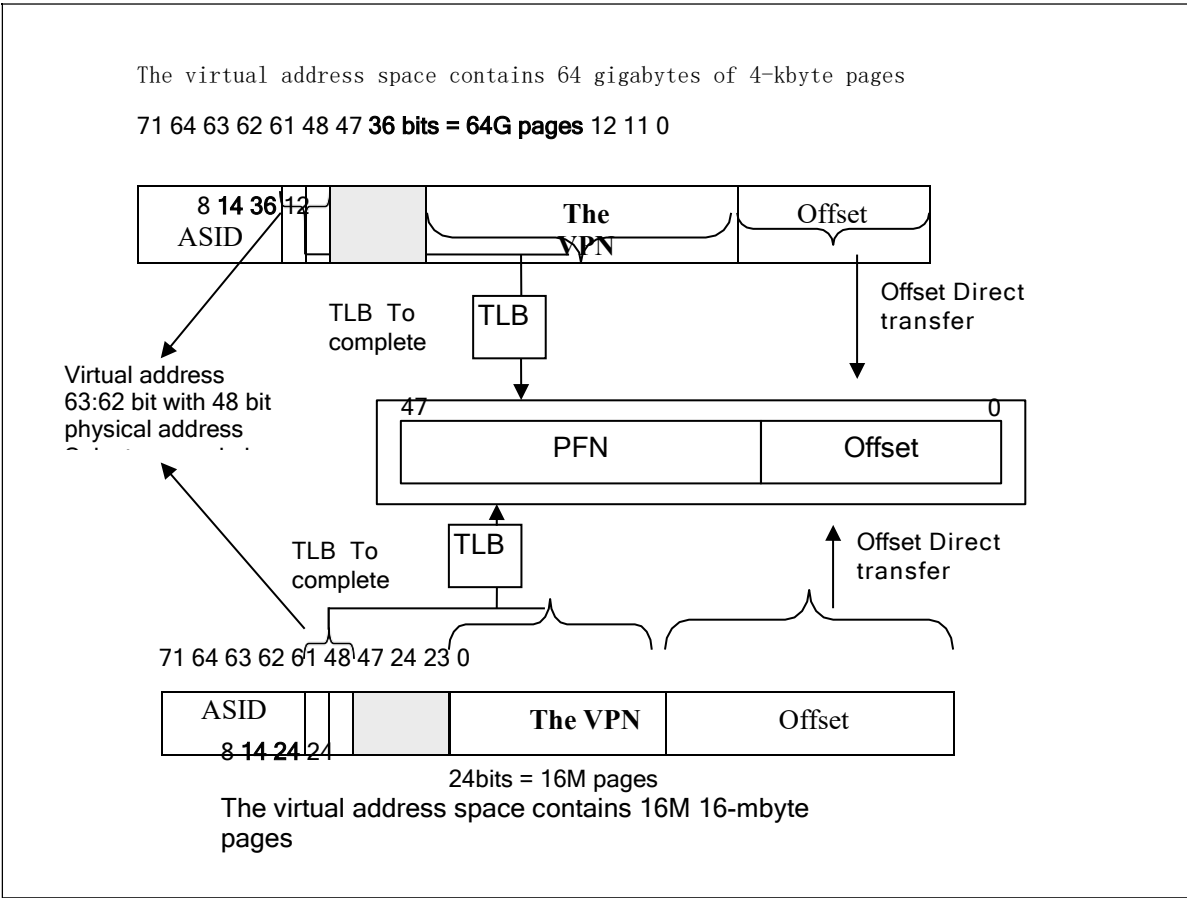 The virtual address space contains 64 gigabytes of 4-kbyte pages
71 64 63 62 61 48 47 36 bits = 64G pages 12 11 0
8 14 36 12
ASID
The
VPN
Offset
TLB To
complete
TLB
Offset Direct
transfer
Virtual address
63:62 bit with 48 bit
physical address
47
0
PFN
Offset
TLB To
complete
TLB
Offset Direct
transfer
71 64 63 62 61 48 47 24 23 0
ASID
The VPN
Offset
8 14 24 24
24bits = 16M pages
The virtual address space contains 16M 16-mbyte
pages